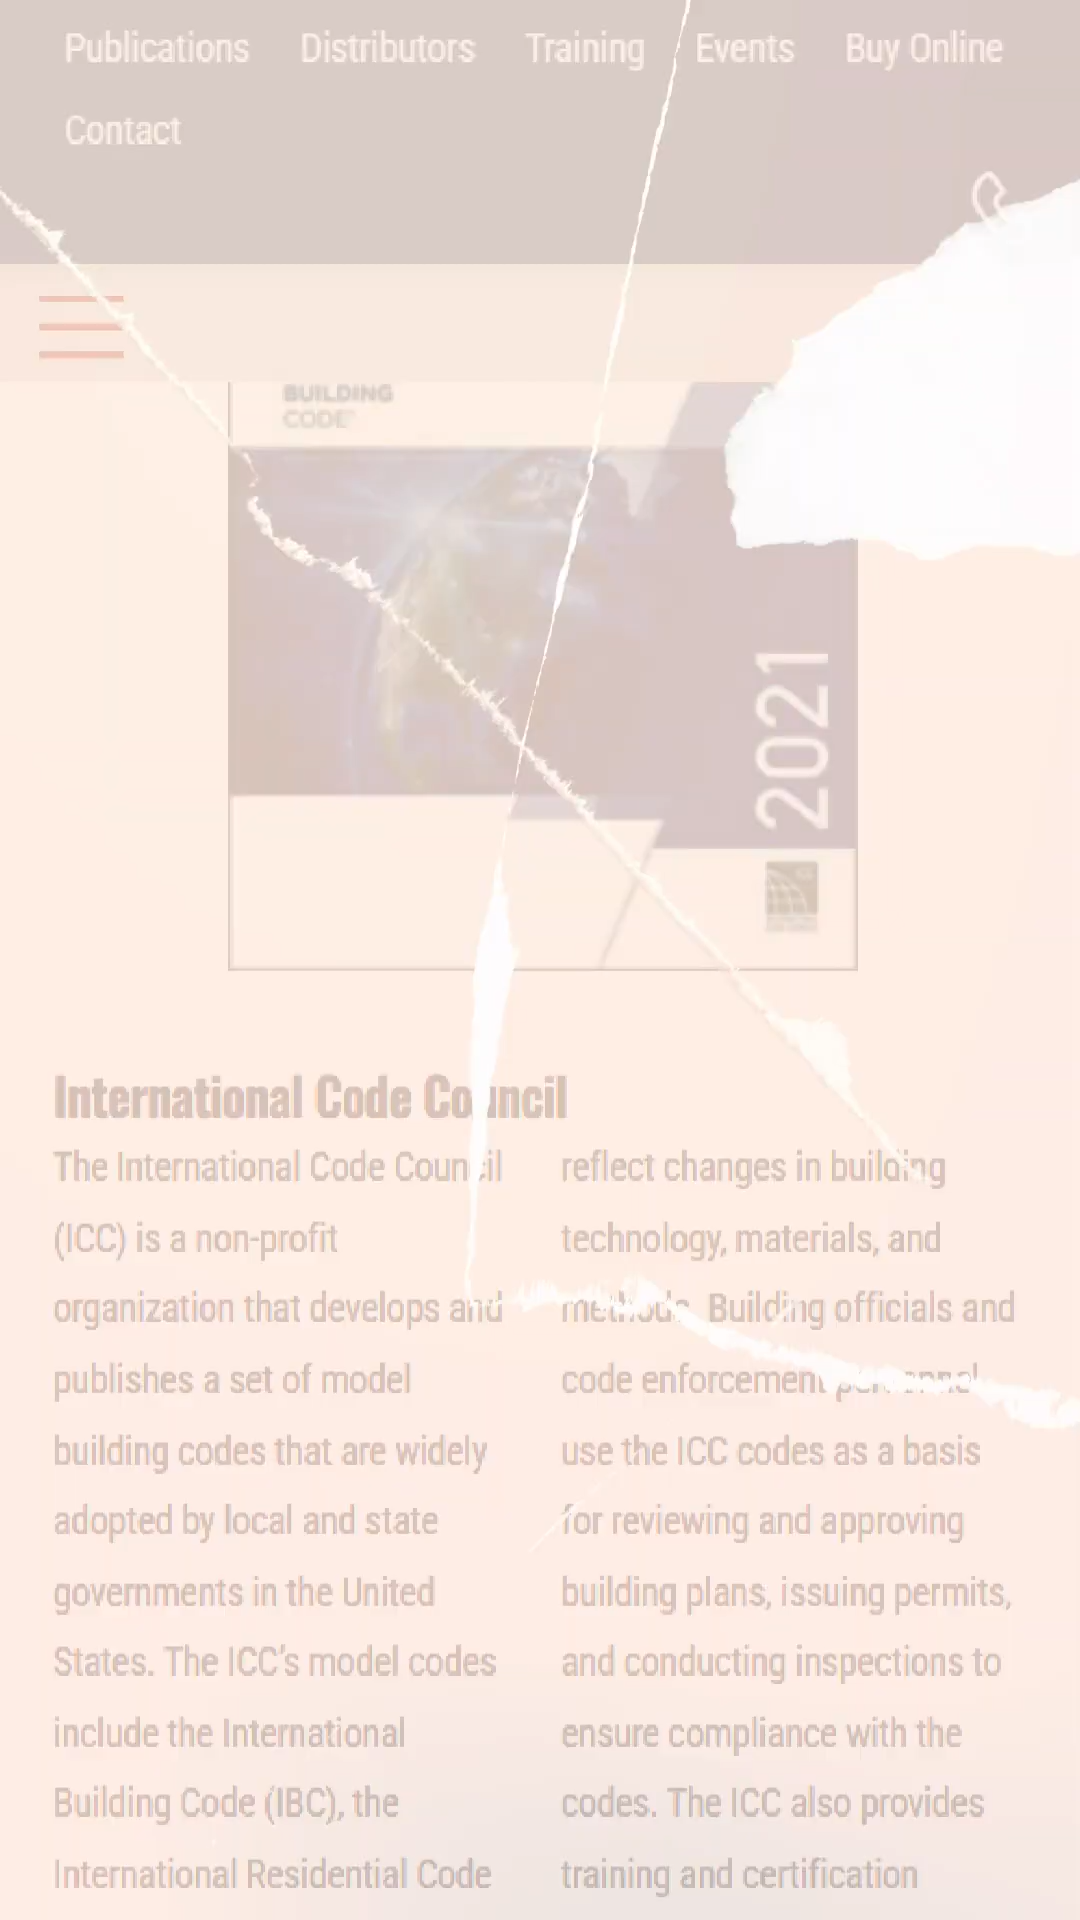 Publications Distributors Training Events Buy Online
Contact
BUILDING
CODE
2021
International Code Council
The International Code Council
(ICC) is a non-profit
organization that develops and
publishes a set of model
building codes that are widely
adopted by local and state
governments in the United
States. The ICC’s model codes
include the International
Building Code (IBC), the
International Residential Code
reflect changes in building
technology, materials, and
methods. Building officials and
code enforcement personnel
use the ICC codes as a basis
for reviewing and approving
building plans, issuing permits,
and conducting inspections to
ensure compliance with the
codes. The ICC also provides
training and certification